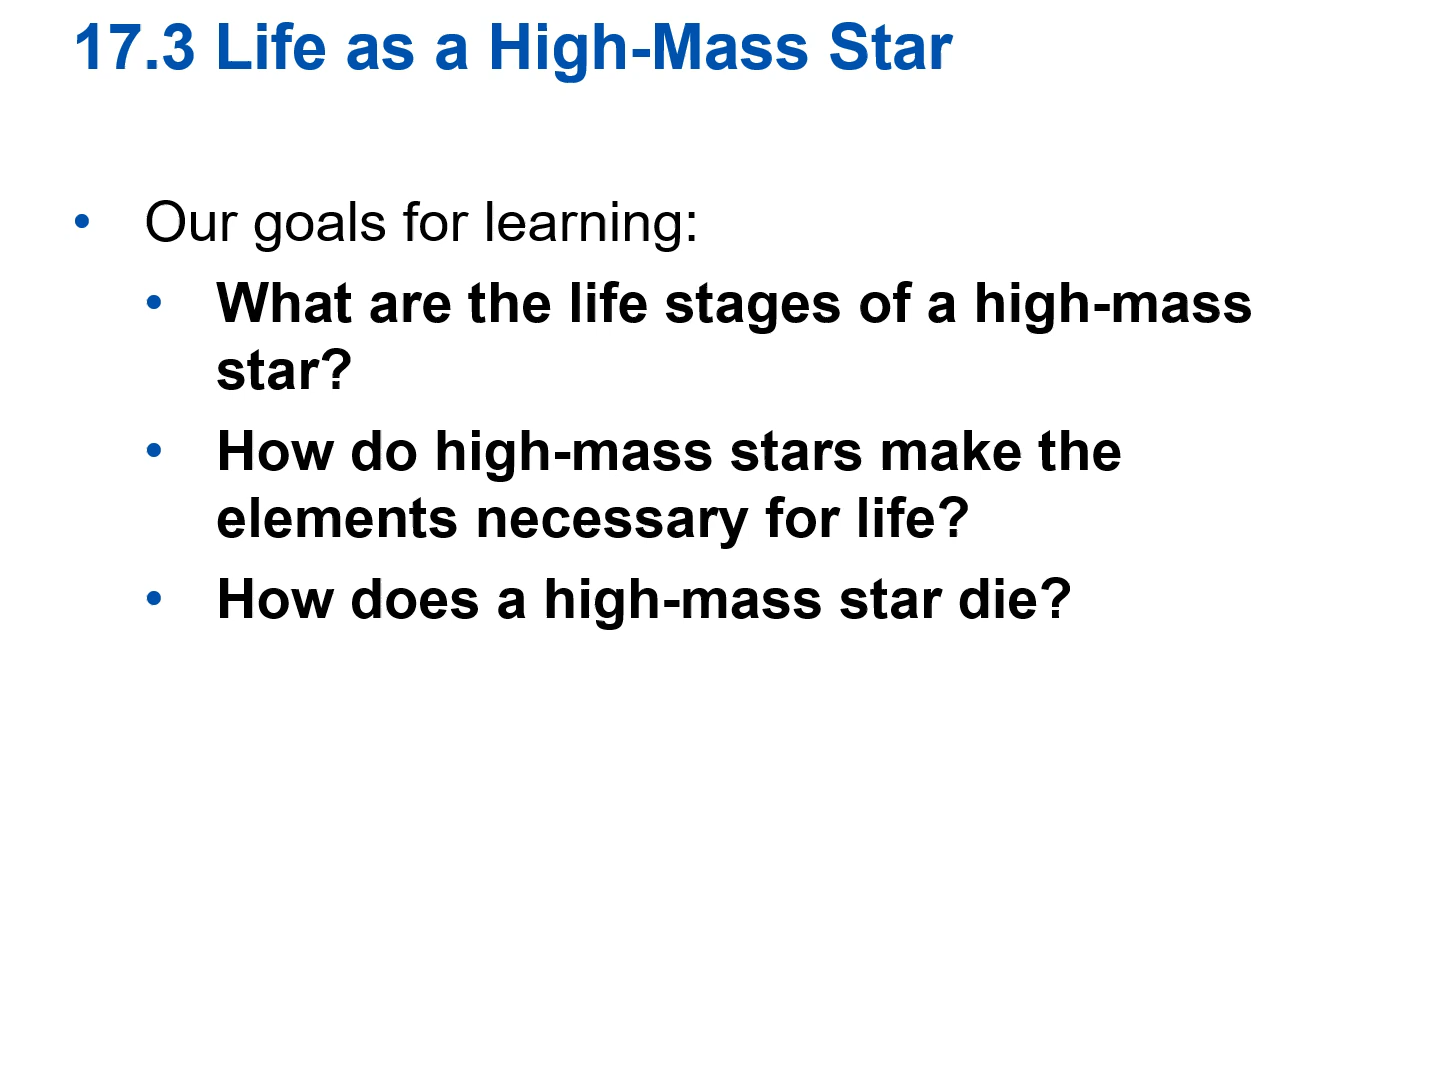 17.3 Life as a High-Mass Star
• Our goals for learning:
• What are the life stages of a high-mass
star?
• How do high-mass stars make the
elements necessary for life?
• How does a high-mass star die?